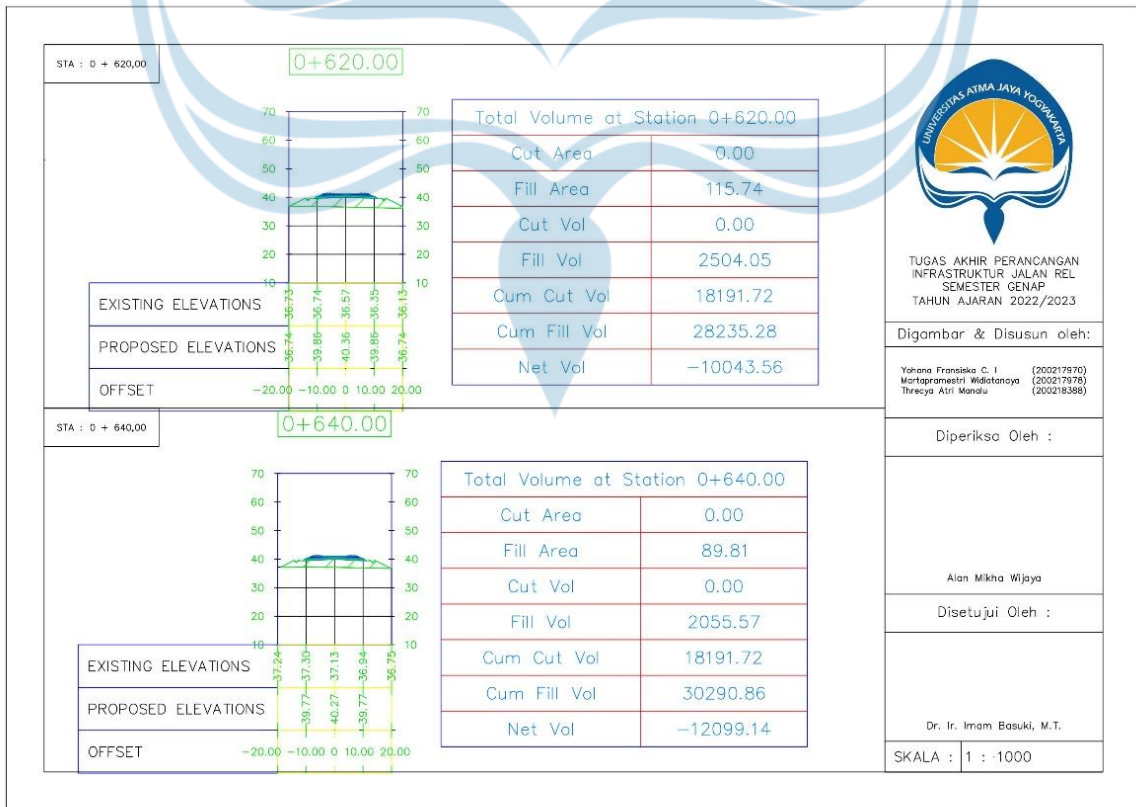 STA : 0 + 620,00
0+620.00
70 70
60 60
50 50
40 40
30 30
20 20
10 10
EXISTING ELEVATIONS 36.73 36.74 36.57 36.35 36.13
PROPOSED ELEVATIONS 36.74 39.86 40.36 39.86 36.74
OFFSET -20.00 -10.00 0 10.00 20.00
Total Volume at Station 0+620.00
Cut Area 0.00
Fill Area 115.74
Cut Vol 0.00
Fill Vol 2504.05
Cum Cut Vol 18191.72
Cum Fill Vol 28235.28
Net Vol -10043.56
STA : 0 + 640,00
0+640.00
70 70
60 60
50 50
40 40
30 30
20 20
10 10
EXISTING ELEVATIONS 37.24 37.30 37.13 36.94 36.75
PROPOSED ELEVATIONS 39.77 40.27 39.77
OFFSET -20.00 -10.00 0 10.00 20.00
Total Volume at Station 0+640.00
Cut Area 0.00
Fill Area 89.81
Cut Vol 0.00
Fill Vol 2055.57
Cum Cut Vol 18191.72
Cum Fill Vol 30290.86
Net Vol -12099.14
UNIVERSITAS ATMA JAYA YOGYAKARTA
TUGAS AKHIR PERANCANGAN
INFRASTRUKTUR JALAN REL
SEMESTER GENAP
TAHUN AJARAN 2022/2023
Digambar & Disusun oleh:
Yohana Fransiska C. I (200217970)
Martapramestri Widiatanaya (200217978)
Threcya Atri Manalu (200218388)
Diperiksa Oleh :
Alan Mikha Wijaya
Disetujui Oleh :
Dr. Ir. Imam Basuki, M.T.
SKALA : 1 : 1000